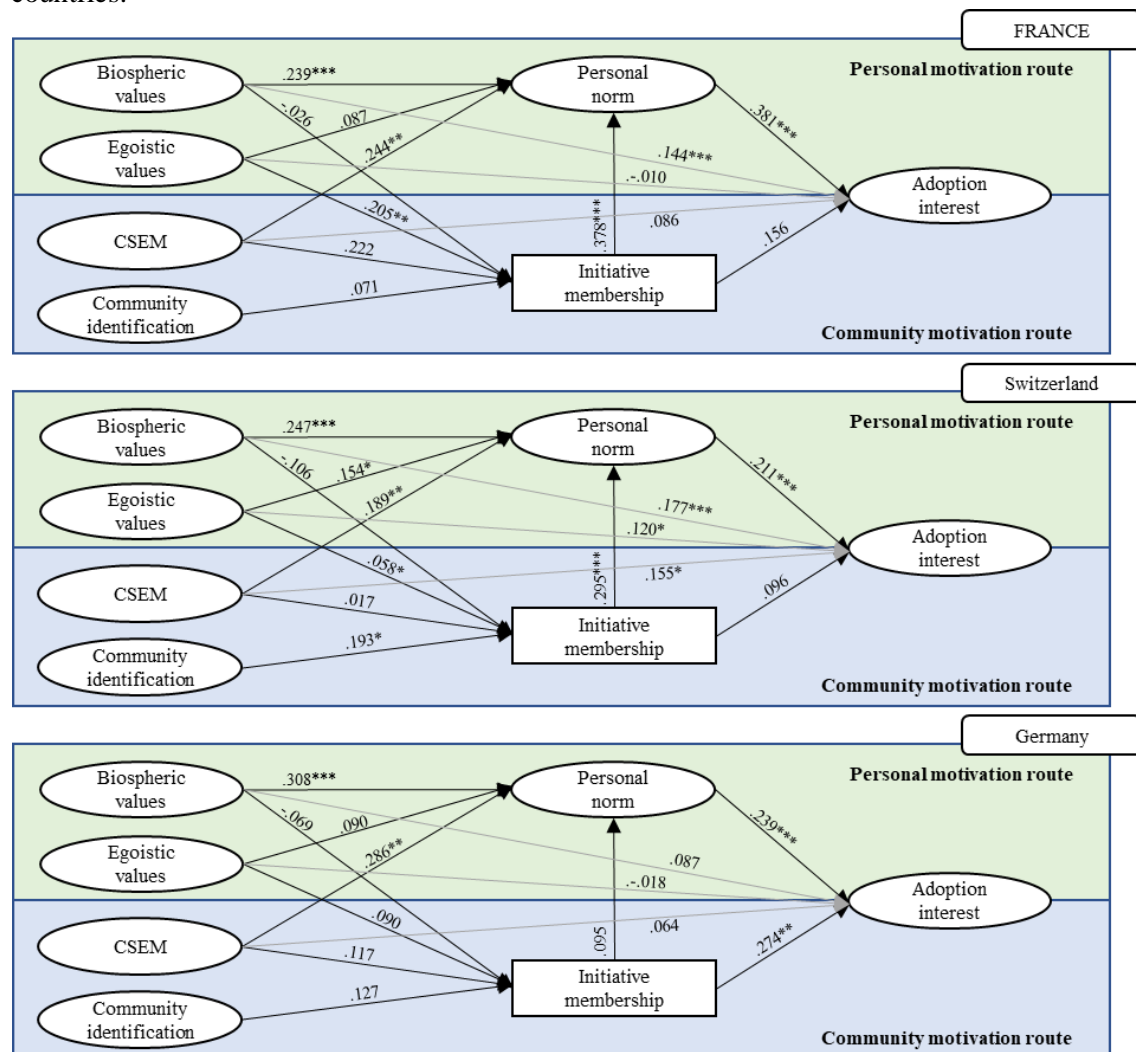 countries.
FRANCE
Personal motivation route
Biospheric
values
Personal
norm
.239***
-.026
.087
.381***
Egoistic
values
.244**
.144***
.-.010
Adoption
interest
.205**
CSEM
.086
.378***
.222
.156
Initiative
membership
.071
Community
identification
Community motivation route
Switzerland
Personal motivation route
Biospheric
values
Personal
norm
.247***
-.106
.154*
.211***
Egoistic
values
.189**
.177***
.120*
Adoption
interest
.058*
CSEM
.155*
.295***
.017
.096
Initiative
membership
.193*
Community
identification
Community motivation route
Germany
Personal motivation route
Biospheric
values
Personal
norm
.308***
-.069
.090
.239***
Egoistic
values
.286**
.087
.-.018
Adoption
interest
.090
CSEM
.064
.095
.117
.274**
Initiative
membership
.127
Community
identification
Community motivation route